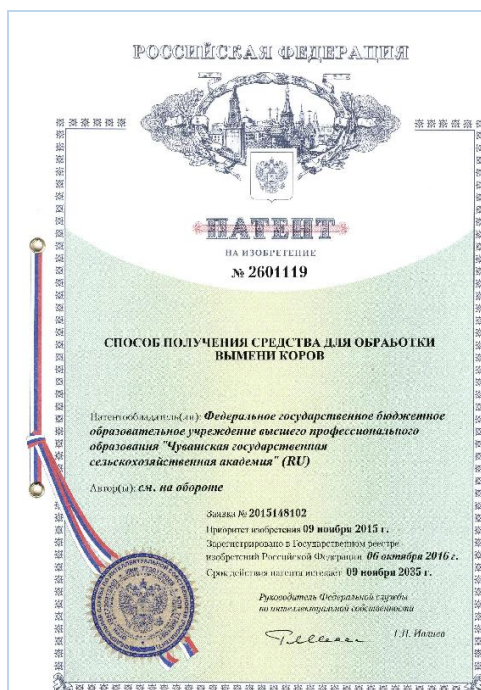 РОССИЙСКАЯ ФЕДЕРАЦИЯ
ПАТЕНТ
НА ИЗОБРЕТЕНИЕ
№ 2601119
СПОСОБ ПОЛУЧЕНИЯ СРЕДСТВА ДЛЯ ОБРАБОТКИ
ВЫМЕНИ КОРОВ
Патентообладатель(ли): Федеральное государственное бюджетное
образовательное учреждение высшего профессионального
образования "Чувашская государственная
сельскохозяйственная академия" (RU)
Автор(ы): см. на обороте
Заявка № 2015148102
Приоритет изобретения 09 ноября 2015 г.
Зарегистрировано в Государственном реестре
изобретений Российской Федерации 06 октября 2016 г.
Срок действия патента истекает 09 ноября 2035 г.
Руководитель Федеральной службы
по интеллектуальной собственности
Г.П. Ивлиев